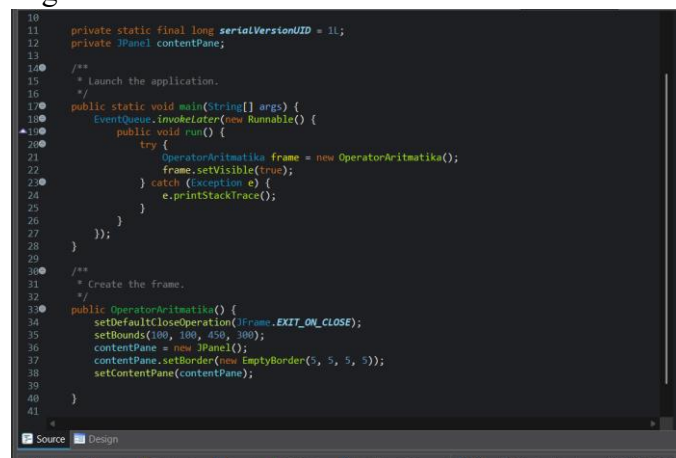 10
11 private static final long serialVersionUID = 1L;
12 private JPanel contentPane;
13
14 /**
15 * Launch the application.
16 */
17 public static void main(String[] args) {
18 EventQueue.invokeLater(new Runnable() {
19 public void run() {
20 try {
21 OperatorAritmatika frame = new OperatorAritmatika();
22 frame.setVisible(true);
23 } catch (Exception e) {
24 e.printStackTrace();
25 }
26 }
27 });
28 }
29
30 /**
31 * Create the frame.
32 */
33 public OperatorAritmatika() {
34 setDefaultCloseOperation(JFrame.EXIT_ON_CLOSE);
35 setBounds(100, 100, 450, 300);
36 contentPane = new JPanel();
37 contentPane.setBorder(new EmptyBorder(5, 5, 5, 5));
38 setContentPane(contentPane);
39
40 }
41
Source Design